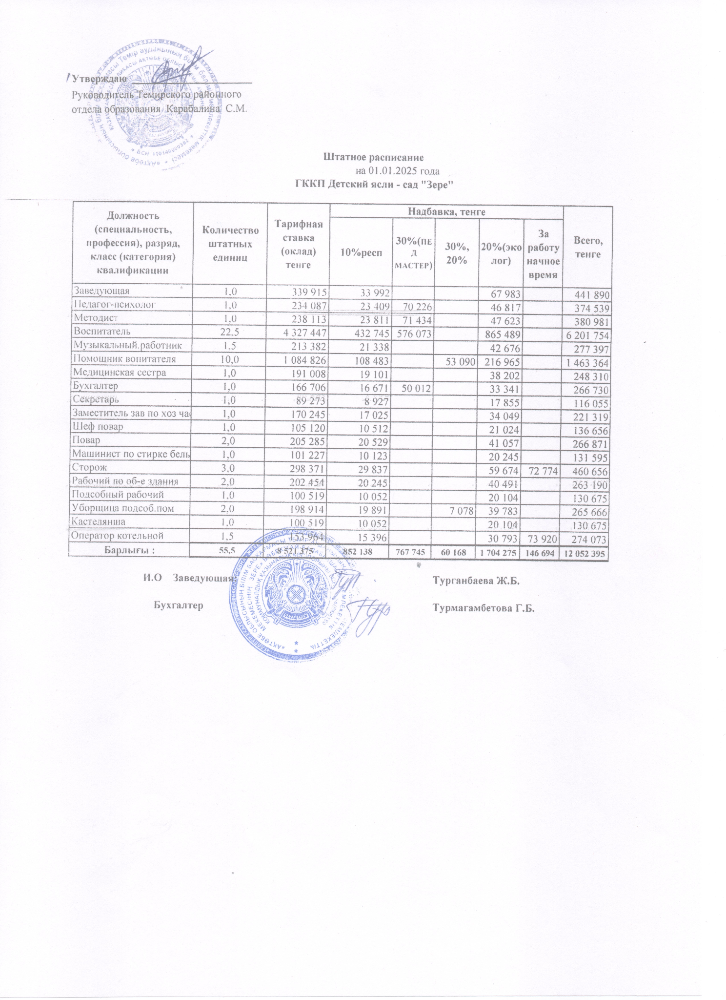 Утверждаю
Руководитель Темирского районного
отдела образования Карабалина С.М.
БСН 110140000382
Штатное расписание
на 01.01.2025 года
ГККП Детский ясли - сад "Зере"
Должность (специальность, профессия), разряд, класс (категория) квалификации | Количество штатных единиц | Тарифная ставка (оклад) тенге | Надбавка, тенге | Всего, тенге
10%респ | 30%(ПЕД МАСТЕР) | 30%, 20% | 20%(эколог) | За работу начное время
Заведующая 1,0 339 915 33 992 67 983 441 890
Педагог-психолог 1,0 234 087 23 409 70 226 46 817 374 539
Методист 1,0 238 113 23 811 71 434 47 623 380 981
Воспитатель 22,5 4 327 447 432 745 576 073 865 489 6 201 754
Музыкальный.работник 1,5 213 382 21 338 42 676 277 397
Помощник вопитателя 10,0 1 084 826 108 483 53 090 216 965 1 463 364
Медицинская сестра 1,0 191 008 19 101 38 202 248 310
Бухгалтер 1,0 166 706 16 671 50 012 33 341 266 730
Секретарь 1,0 89 273 8 927 17 855 116 055
Заместитель зав по хоз час 1,0 170 245 17 025 34 049 221 319
Шеф повар 1,0 105 120 10 512 21 024 136 656
Повар 2,0 205 285 20 529 41 057 266 871
Машинист по стирке бель 1,0 101 227 10 123 20 245 131 595
Сторож 3,0 298 371 29 837 59 674 72 774 460 656
Рабочий по об-е здания 2,0 202 454 20 245 40 491 263 190
Подсобный рабочий 1,0 100 519 10 052 20 104 130 675
Уборщица подсоб.пом 2,0 198 914 19 891 7 078 39 783 265 666
Кастелянша 1,0 100 519 10 052 20 104 130 675
Оператор котельной 1,5 153 964 15 396 30 793 73 920 274 073
Барлығы : 55,5 8 521 375 852 138 767 745 60 168 1 704 275 146 694 12 052 395
И.О Заведующая: Турганбаева Ж.Б.
Бухгалтер Турмагамбетова Г.Б.
QAZAQSTAN